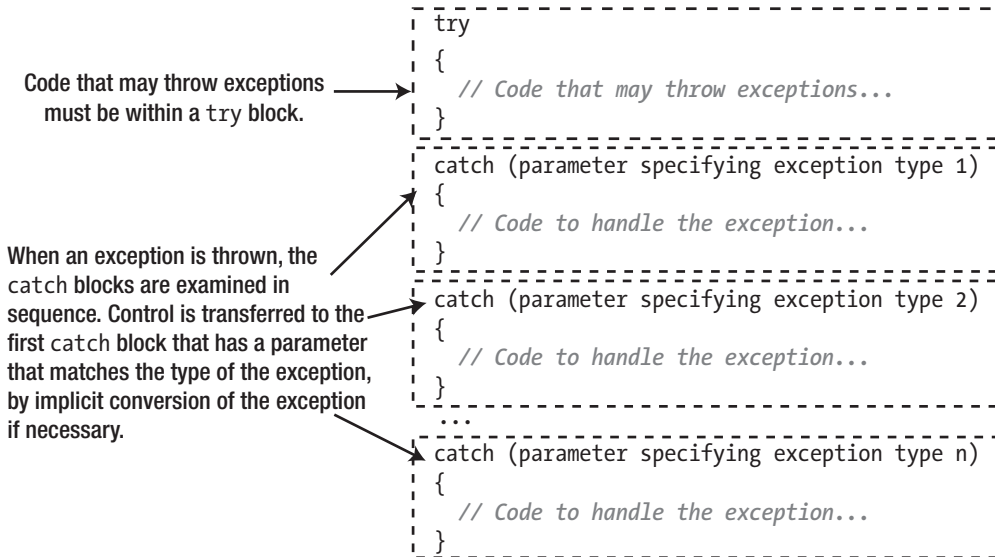 try
{
// Code that may throw exceptions...
}
Code that may throw exceptions
must be within a try block.
catch (parameter specifying exception type 1)
{
// Code to handle the exception...
}
When an exception is thrown, the
catch blocks are examined in
sequence. Control is transferred to the
first catch block that has a parameter
that matches the type of the exception,
by implicit conversion of the exception
if necessary.
catch (parameter specifying exception type 2)
{
// Code to handle the exception...
}
...
catch (parameter specifying exception type n)
{
// Code to handle the exception...
}